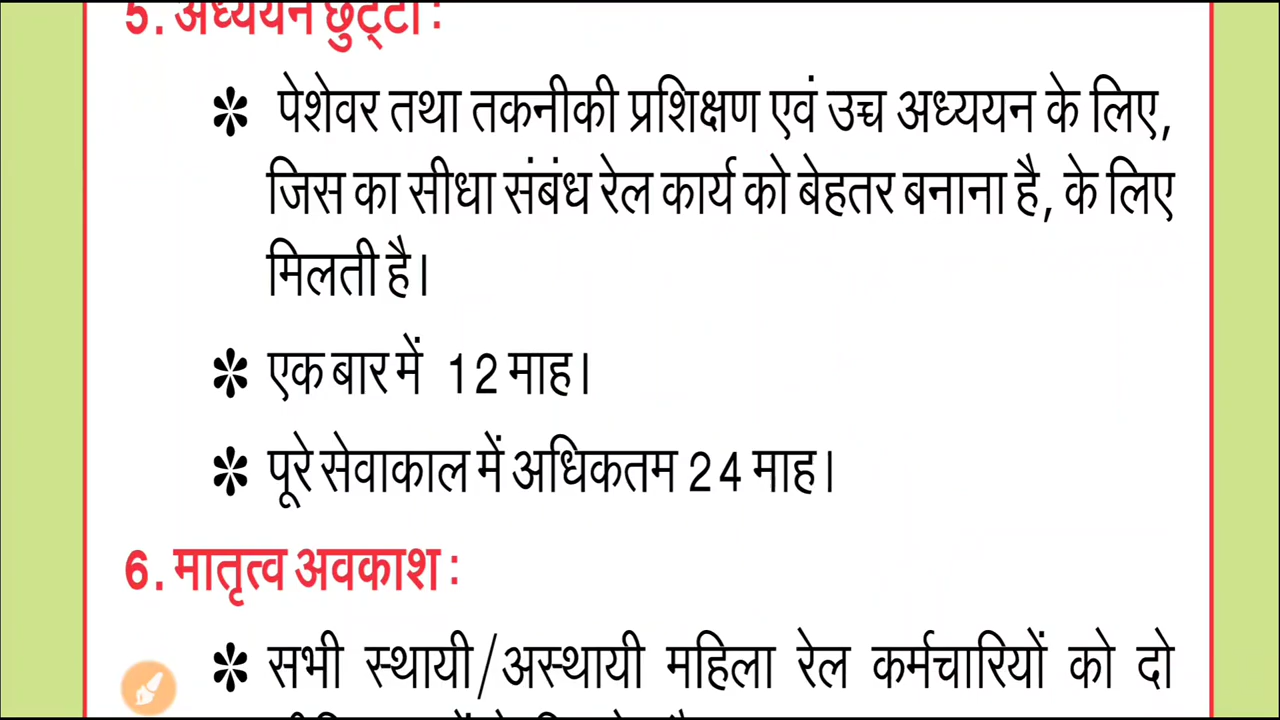 5. अध्ययन छुट्टी :
* पेशेवर तथा तकनीकी प्रशिक्षण एवं उच्च अध्ययन के लिए,
जिस का सीधा संबंध रेल कार्य को बेहतर बनाना है, के लिए
मिलती है।
* एक बार में 12 माह।
* पूरे सेवाकाल में अधिकतम 24 माह।
6. मातृत्व अवकाश :
* सभी स्थायी/अस्थायी महिला रेल कर्मचारियों को दो